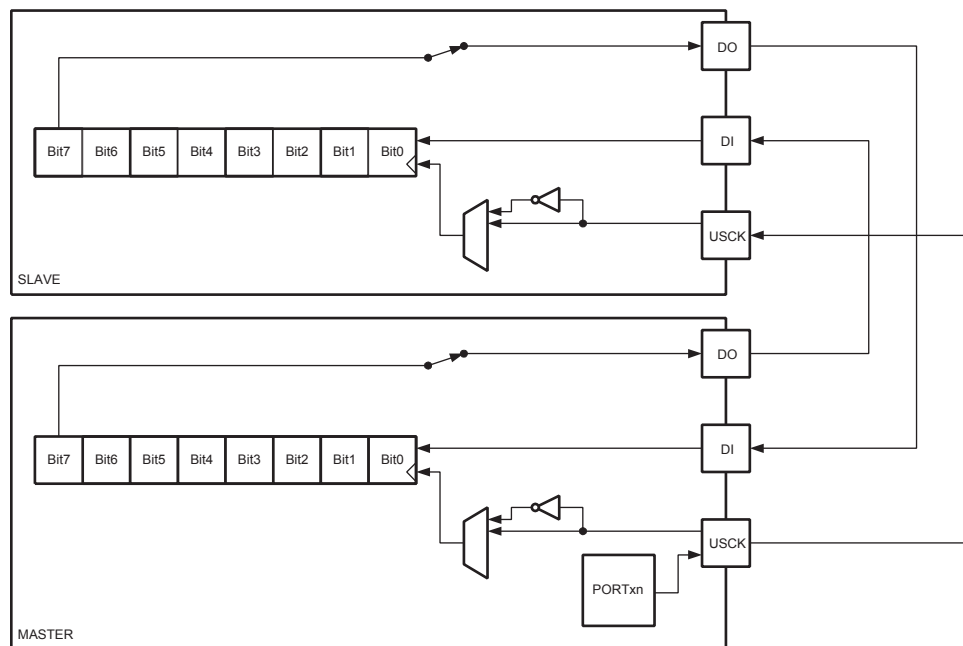 DO
Bit7 Bit6 Bit5 Bit4 Bit3 Bit2 Bit1 Bit0
DI
USCK
SLAVE
DO
Bit7 Bit6 Bit5 Bit4 Bit3 Bit2 Bit1 Bit0
DI
USCK
PORTxn
MASTER